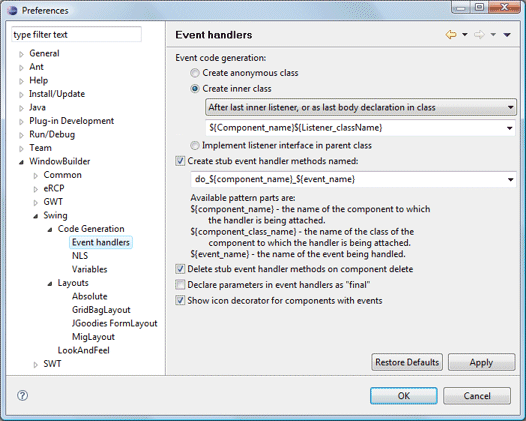 Preferences
type filter text
General
Ant
Help
Install/Update
Java
Plug-in Development
Run/Debug
Team
WindowBuilder
Common
eRCP
GWT
Swing
Code Generation
Event handlers
NLS
Variables
Layouts
Absolute
GridBagLayout
JGoodies FormLayout
MigLayout
LookAndFeel
SWT
Event handlers
Event code generation:
Create anonymous class
Create inner class
After last inner listener, or as last body declaration in class
${Component_name}${Listener_className}
Implement listener interface in parent class
Create stub event handler methods named:
do_${component_name}_${event_name}
Available pattern parts are:
${component_name} - the name of the component to which
the handler is being attached.
${component_class_name} - the name of the class of the
component to which the handler is being attached.
${event_name} - the name of the event being handled.
Delete stub event handler methods on component delete
Declare parameters in event handlers as "final"
Show icon decorator for components with events
Restore Defaults
Apply
?
OK
Cancel